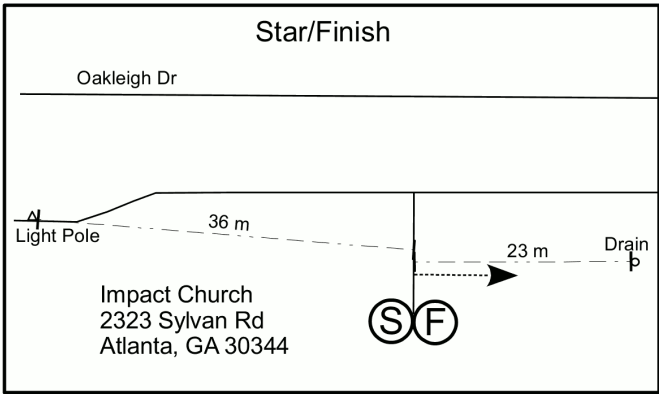 Star/Finish
Oakleigh Dr
36 m
Light Pole
23 m
Drain
Impact Church
2323 Sylvan Rd
Atlanta, GA 30344
S F